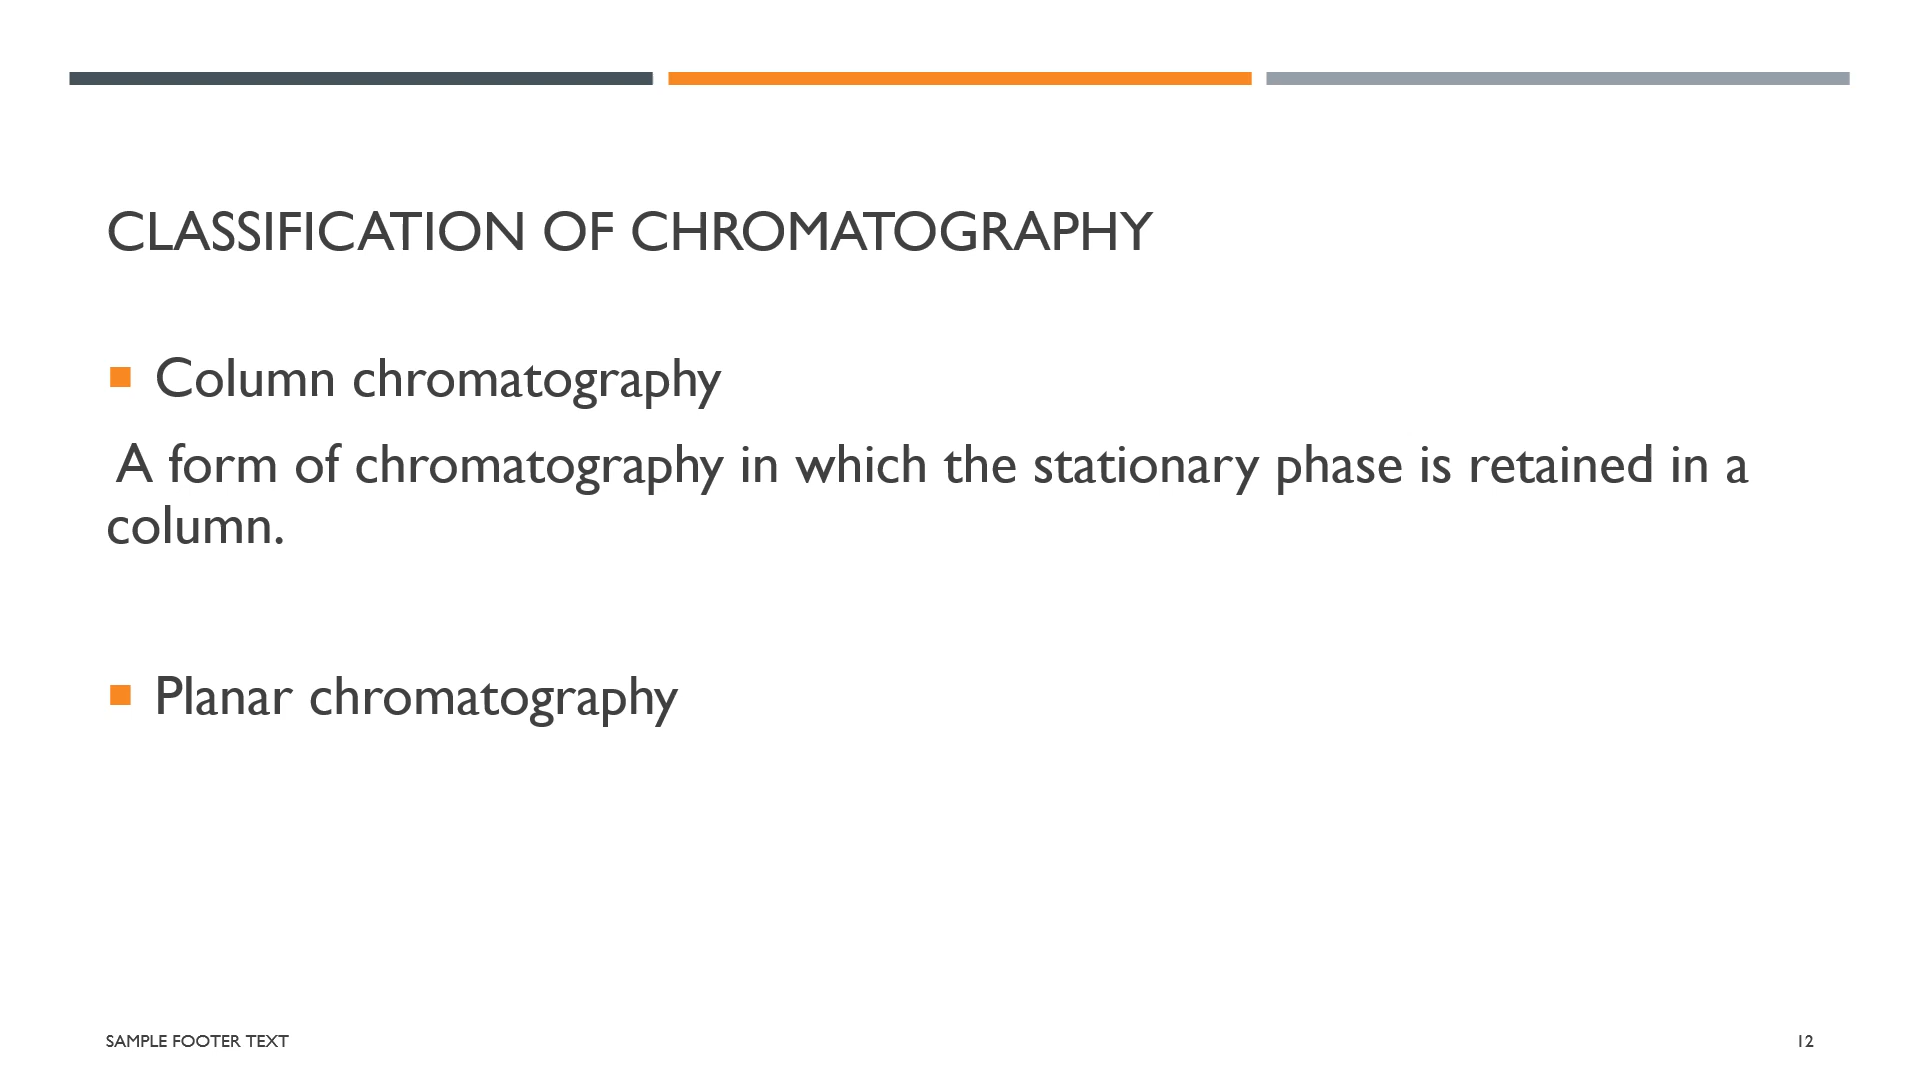 CLASSIFICATION OF CHROMATOGRAPHY
Column chromatography
A form of chromatography in which the stationary phase is retained in a
column.
Planar chromatography
SAMPLE FOOTER TEXT
12